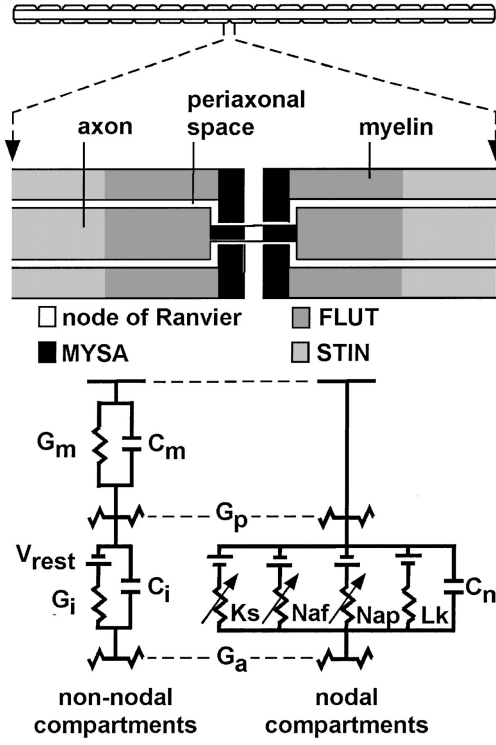 periaxonal
space
axon
myelin
node of Ranvier
FLUT
MYSA
STIN
Gm
Cm
Gp
Vrest
Gi
Ci
Ks
Naf
Nap
Lk
Cn
Ga
non-nodal
compartments
nodal
compartments